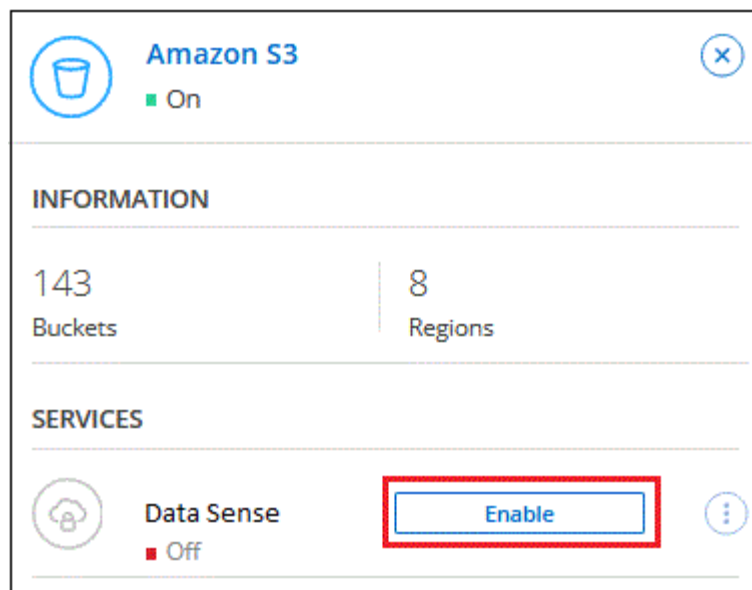 Amazon S3
On
INFORMATION
143
Buckets
8
Regions
SERVICES
Data Sense
Enable
Off